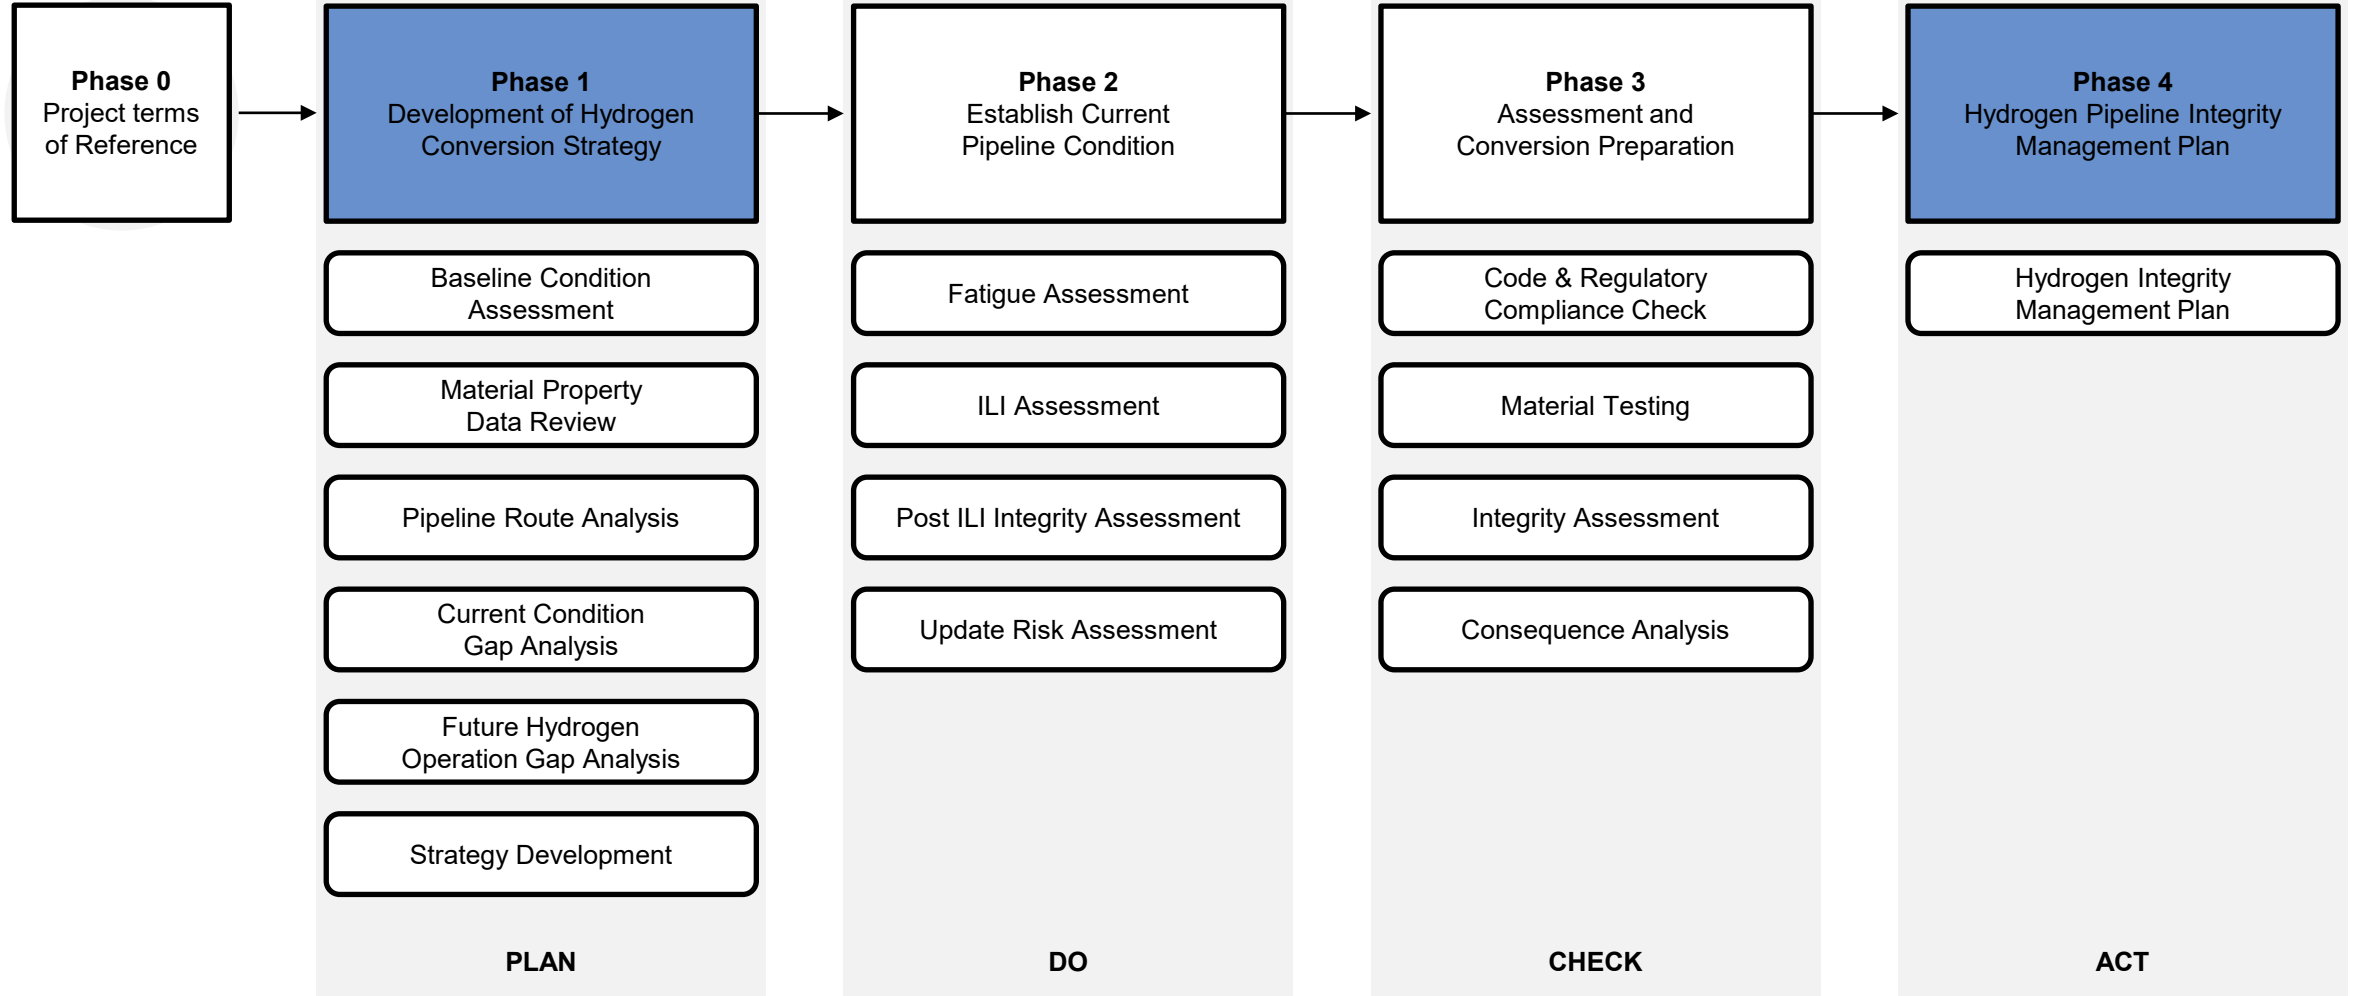 Phase 0
Project terms
of Reference
Phase 1
Development of Hydrogen
Conversion Strategy
Phase 2
Establish Current
Pipeline Condition
Phase 3
Assessment and
Conversion Preparation
Phase 4
Hydrogen Pipeline Integrity
Management Plan
Baseline Condition
Assessment
Material Property
Data Review
Pipeline Route Analysis
Current Condition
Gap Analysis
Future Hydrogen
Operation Gap Analysis
Strategy Development
PLAN
Fatigue Assessment
ILI Assessment
Post ILI Integrity Assessment
Update Risk Assessment
DO
Code & Regulatory
Compliance Check
Material Testing
Integrity Assessment
Consequence Analysis
CHECK
Hydrogen Integrity
Management Plan
ACT